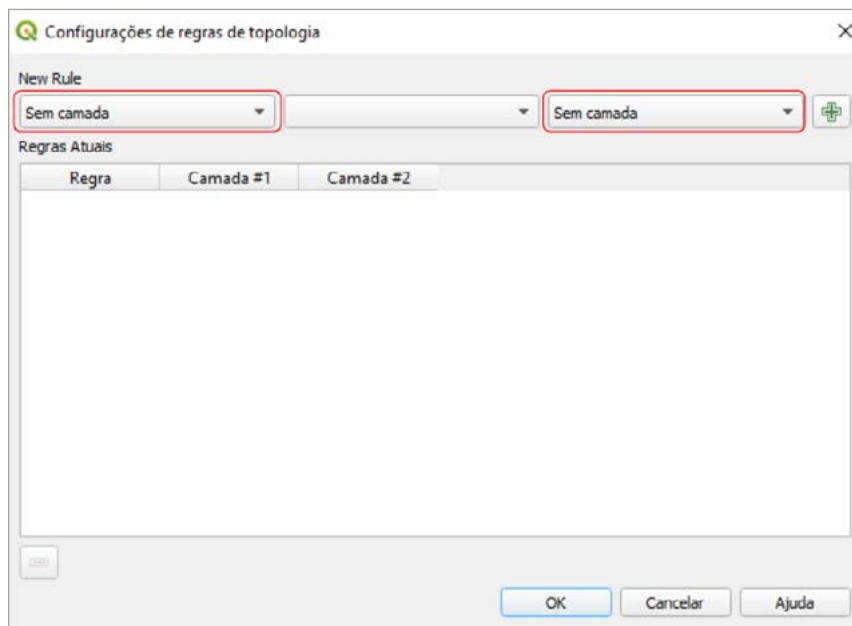 Configurações de regras de topologia
New Rule
Sem camada Sem camada
Regras Atuais
Regra Camada #1 Camada #2
OK Cancelar Ajuda